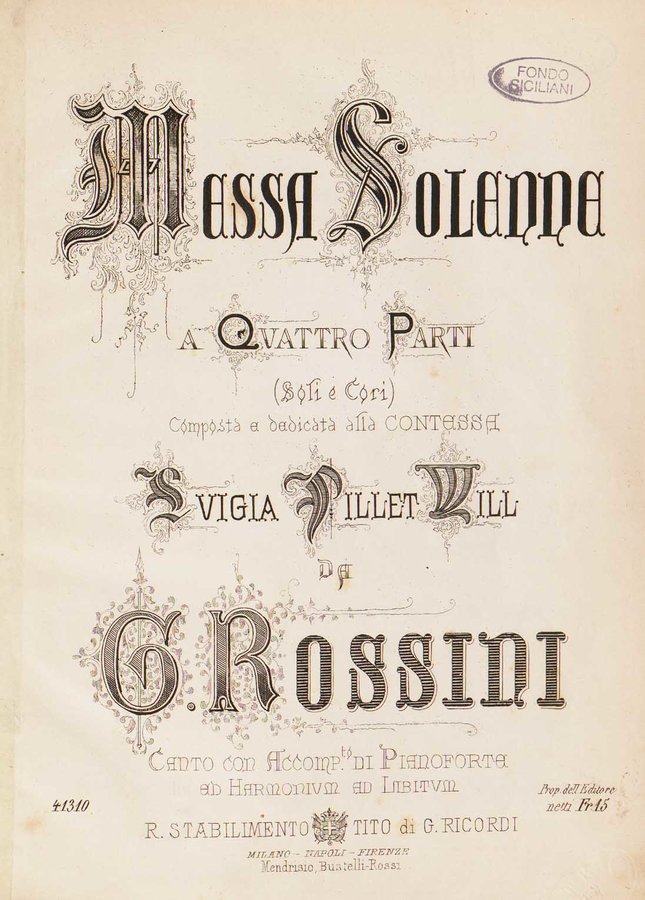 FONDO
SICILIANI
Messa Solenne
A Quattro Parti
(Soli e Cori)
Composta e dedicata alla CONTESSA
Luigia Pillet Will
da
G. Rossini
Canto con Accomp.to di Pianoforte
ed Harmonium ad Libitum
41310
Prop. dell'Editore
netti Fr 15
R. STABILIMENTO TITO di G. RICORDI
MILANO - NAPOLI - FIRENZE
Mendrisio, Bustelli-Rossi.